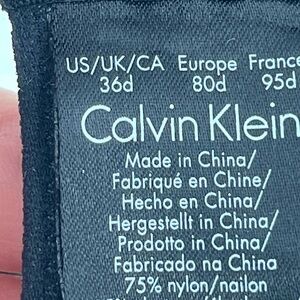 US/UK/CA Europe France
36d 80d 95d
Calvin Klein
Made in China/
Fabriqué en Chine/
Hecho en China/
Hergestellt in China/
Prodotto in China/
Fabricado na China
75% nylon/nailon